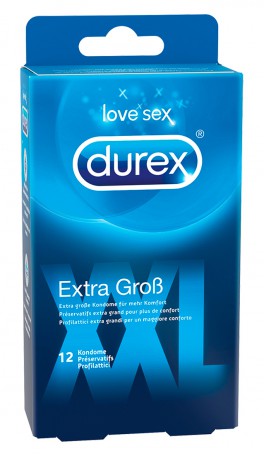 love sex
durex®
Extra Groß
Extra große Kondome für mehr Komfort
Préservatifs extra grand pour plus de confort
Profilattici extra grandi per un maggiore conforto
XXL
12 Kondome
Préservatifs
Profilattici